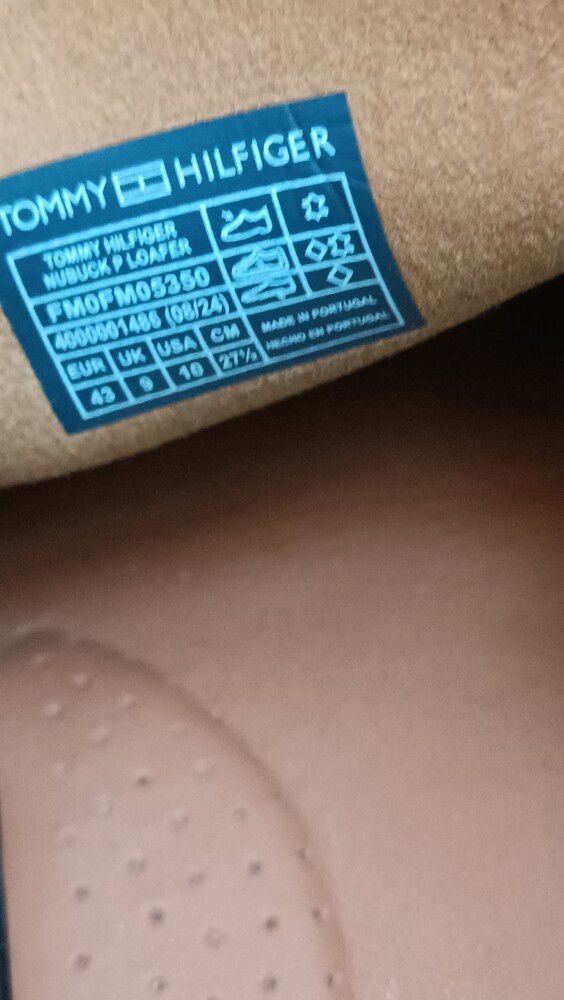 TOMMY HILFIGER
TOMMY HILFIGER
NUBUCK P LOAFER
FM0FM05350
4000001486 (08/24)
EUR UK USA CM
43 9 10 27½
MADE IN PORTUGAL
HECHO EN PORTUGAL